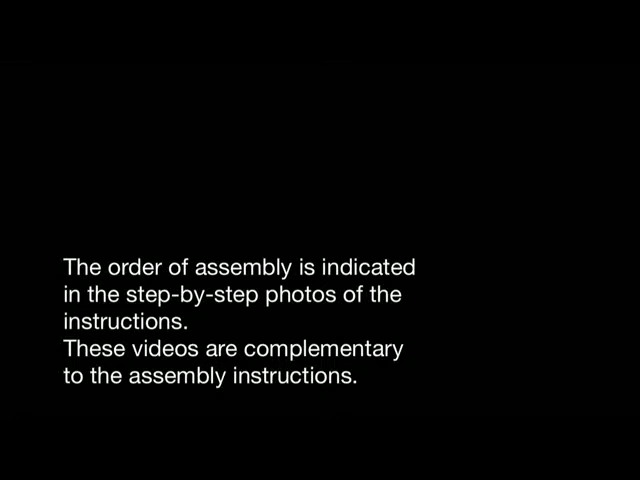 The order of assembly is indicated
in the step-by-step photos of the
instructions.
These videos are complementary
to the assembly instructions.